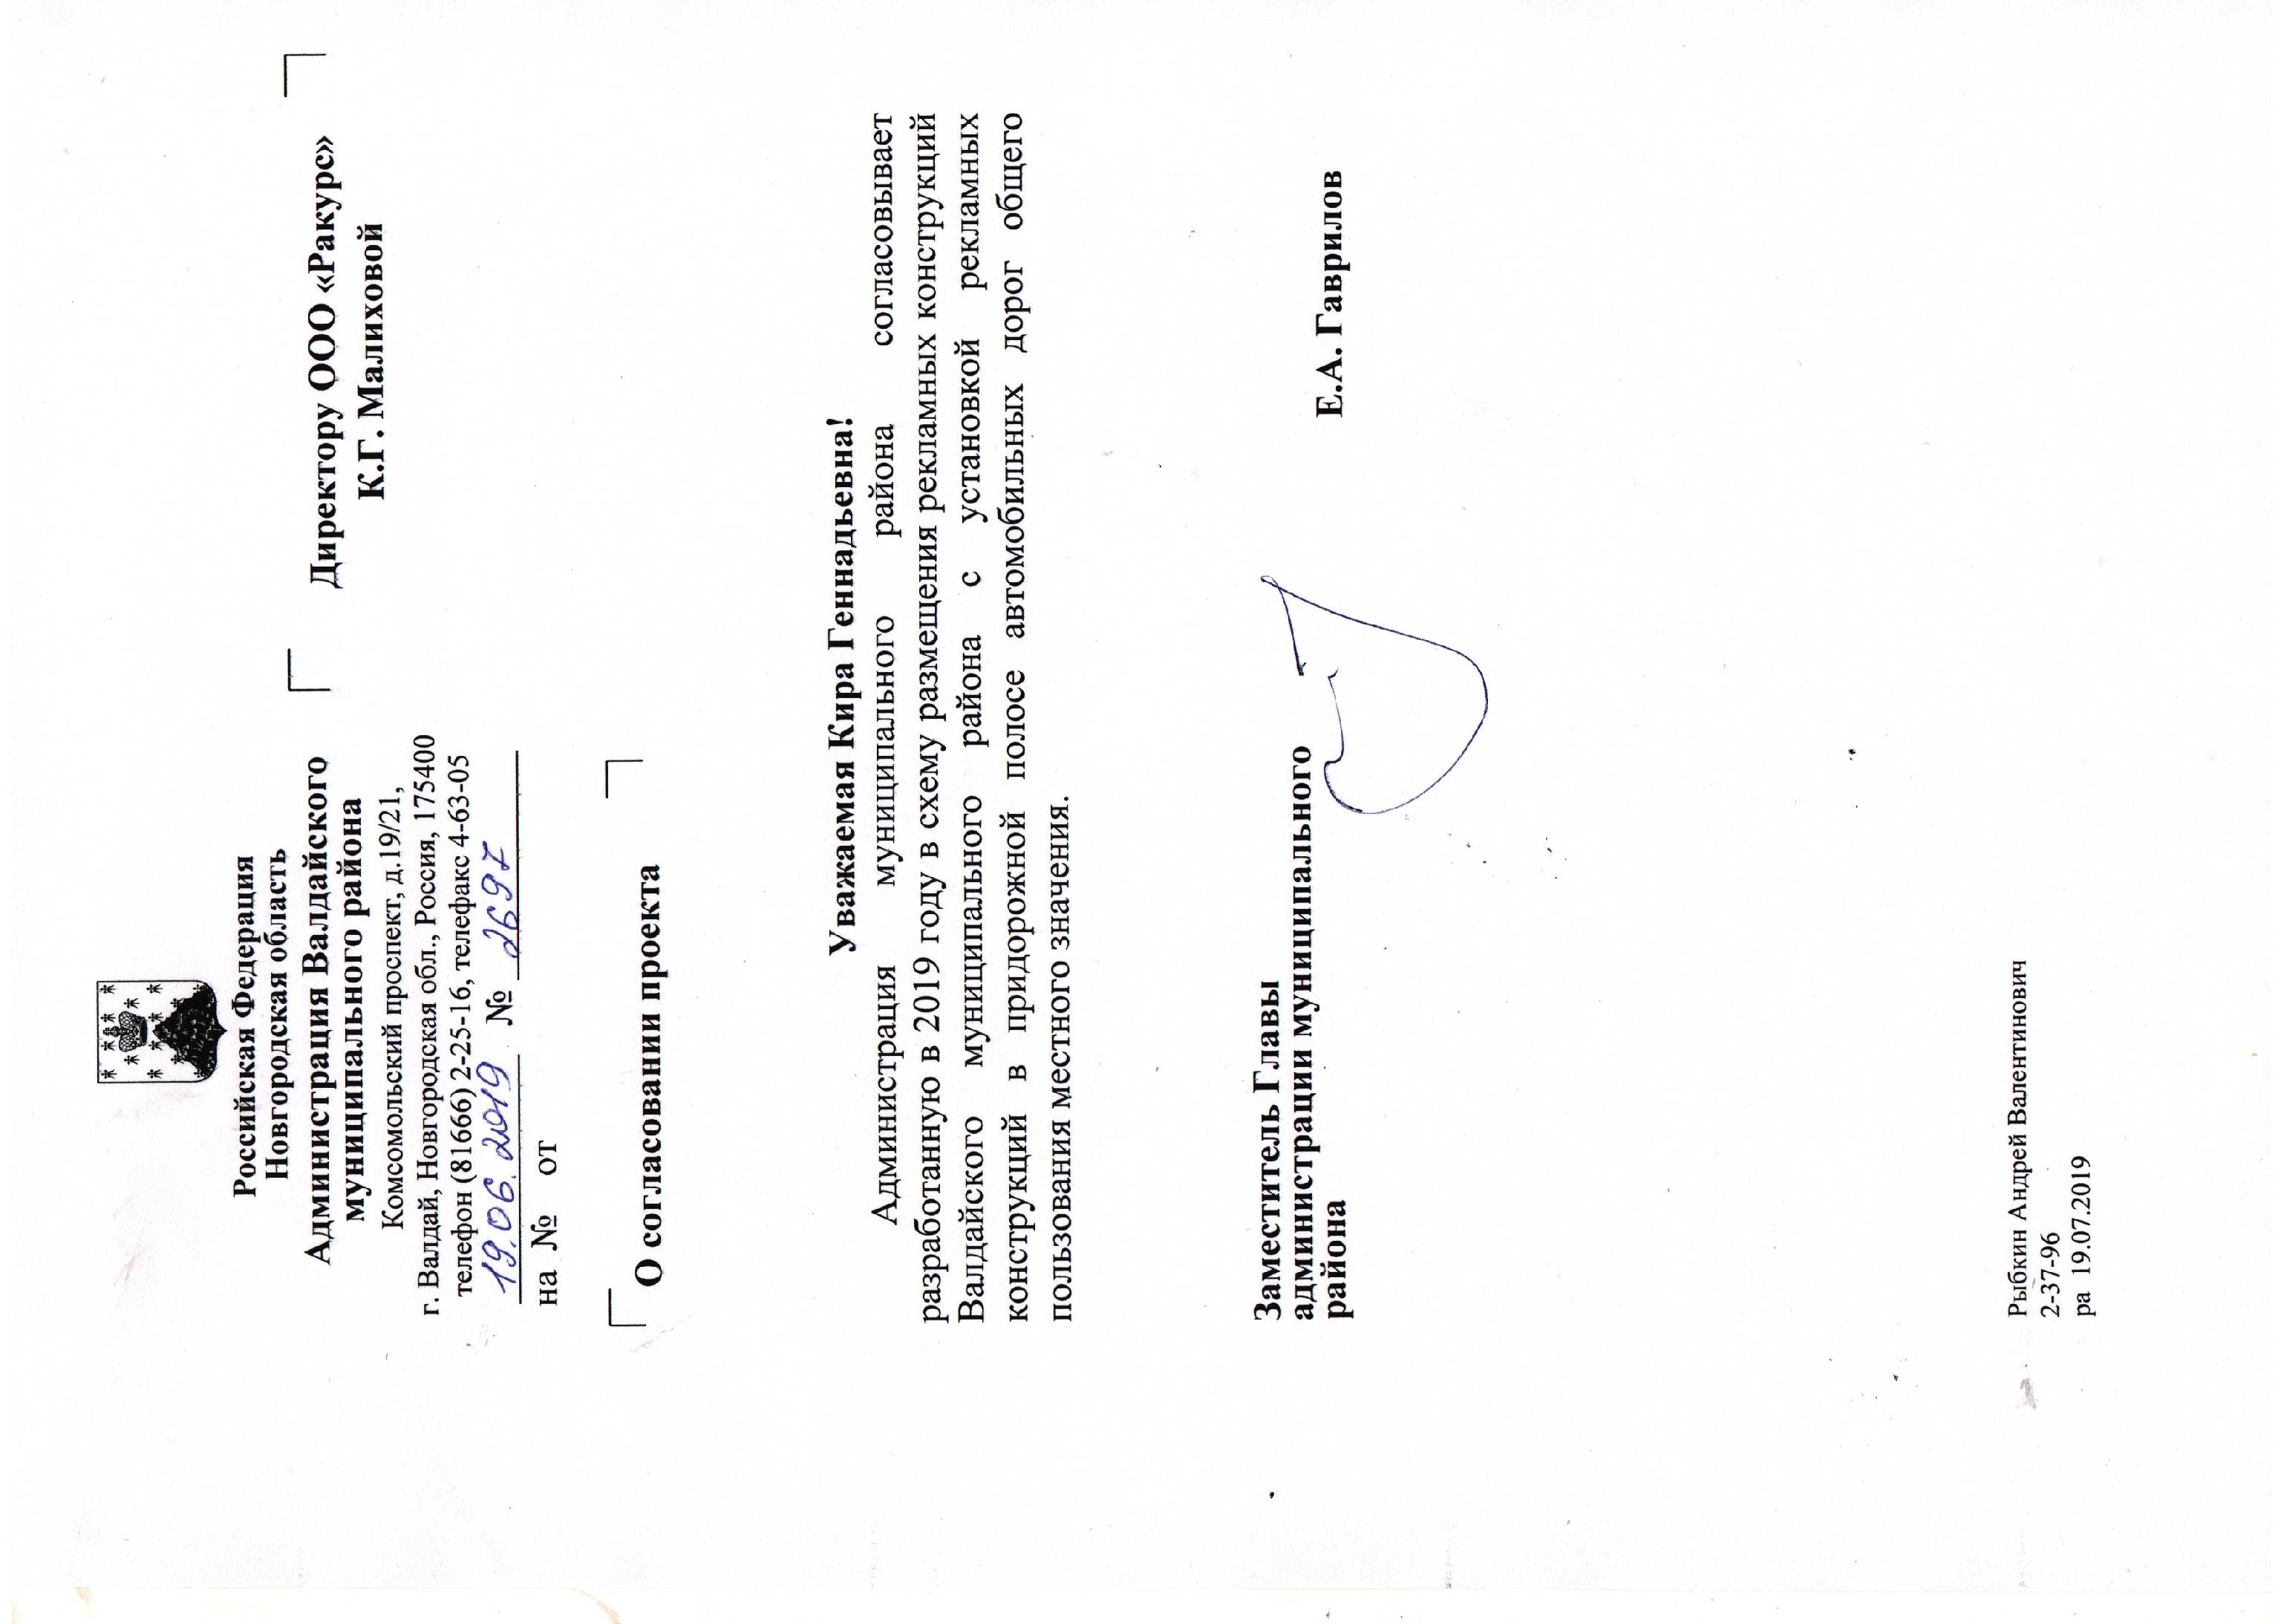 Российская Федерация
Новгородская область
Администрация Валдайского
муниципального района
Комсомольский проспект, д.19/21,
г. Валдай, Новгородская обл., Россия, 175400
телефон (81666) 2-25-16, телефакс 4-63-05
19.06.2019 № 2697
на № от
Директору ООО «Ракурс»
К.Г. Малиховой
О согласовании проекта
Уважаемая Кира Геннадьевна!
Администрация муниципального района согласовывает
разработанную в 2019 году в схему размещения рекламных конструкций
Валдайского муниципального района с установкой рекламных
конструкций в придорожной полосе автомобильных дорог общего
пользования местного значения.
Заместитель Главы
администрации муниципального
района
Е.А. Гаврилов
Рыбкин Андрей Валентинович
2-37-96
ра 19.07.2019